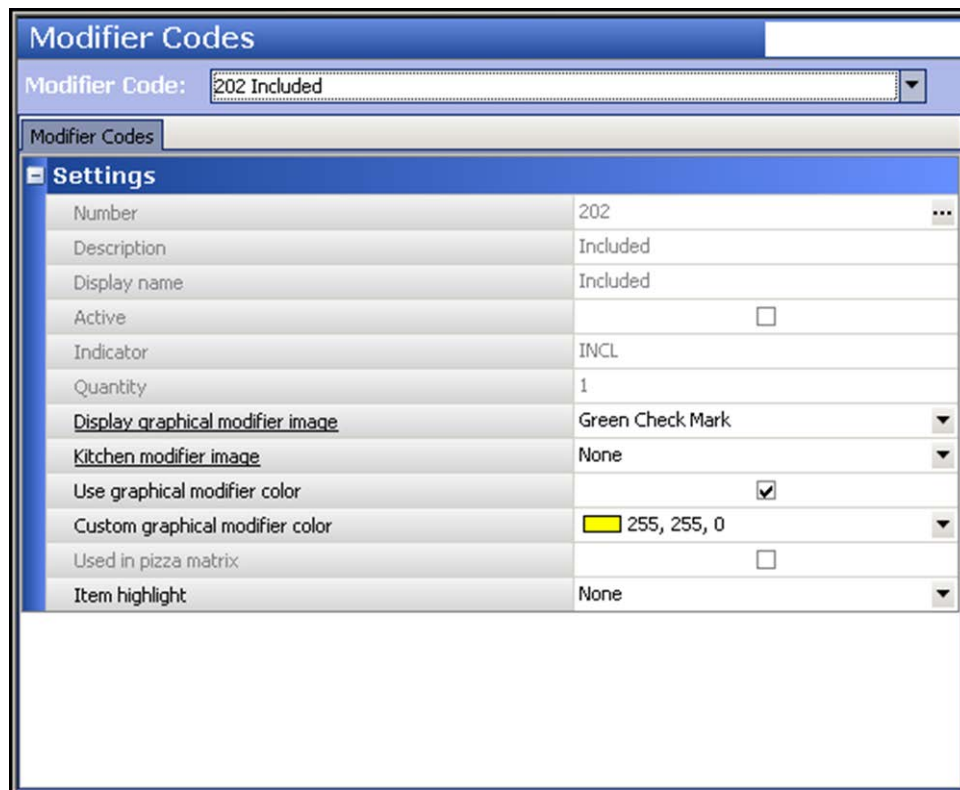 Modifier Codes
Modifier Code: 202 Included
Modifier Codes
Settings
Number 202 ...
Description Included
Display name Included
Active
Indicator INCL
Quantity 1
Display graphical modifier image Green Check Mark
Kitchen modifier image None
Use graphical modifier color
Custom graphical modifier color 255, 255, 0
Used in pizza matrix
Item highlight None